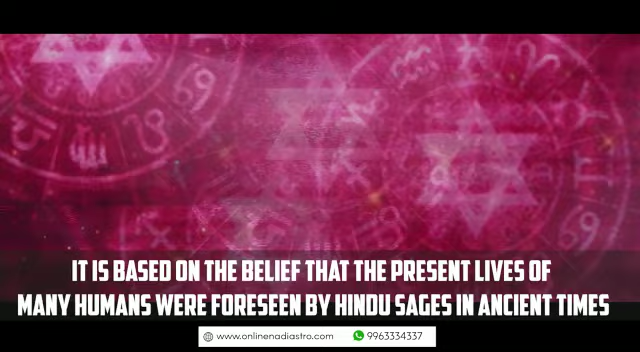 IT IS BASED ON THE BELIEF THAT THE PRESENT LIVES OF
MANY HUMANS WERE FORESEEN BY HINDU SAGES IN ANCIENT TIMES
www.onlinenadiastro.com 9963334337